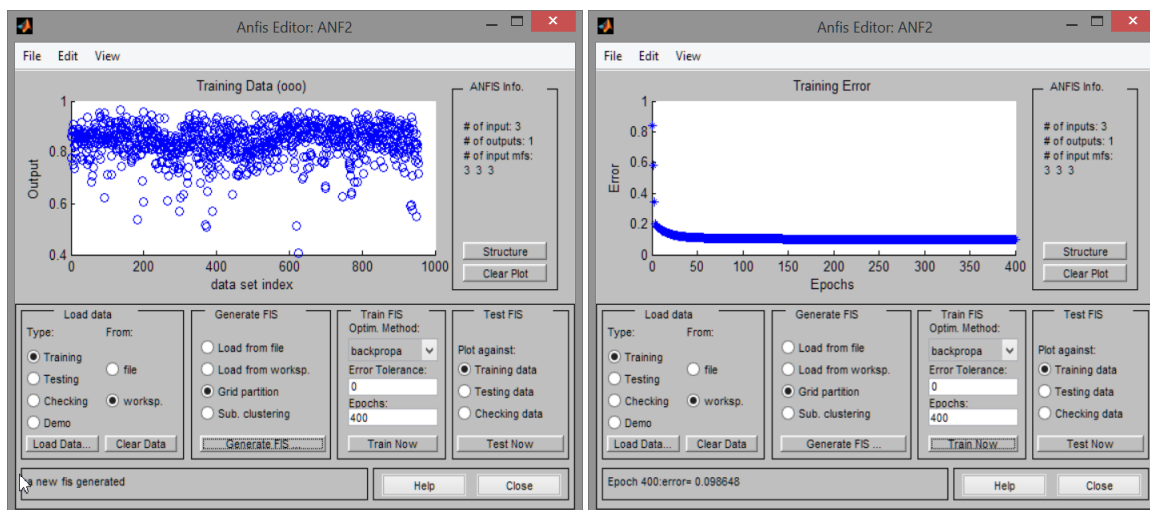 Anfis Editor: ANF2
File Edit View
Training Data (ooo)
1
0.8
0.6
0.4
Output
0 200 400 600 800 1000
data set index
ANFIS Info.
# of input: 3
# of outputs: 1
# of input mfs:
3 3 3
Structure
Clear Plot
Load data
Type: From:
Training
Testing
Checking
Demo
file
worksp.
Load Data... Clear Data
Generate FIS
Load from file
Load from worksp.
Grid partition
Sub. clustering
Generate FIS ...
Train FIS
Optim. Method:
backpropa
Error Tolerance:
0
Epochs:
400
Train Now
Test FIS
Plot against:
Training data
Testing data
Checking data
Test Now
a new fis generated
Help Close
Anfis Editor: ANF2
File Edit View
Training Error
1
0.8
0.6
0.4
0.2
0
Error
0 50 100 150 200 250 300 350 400
Epochs
ANFIS Info.
# of inputs: 3
# of outputs: 1
# of input mfs:
3 3 3
Structure
Clear Plot
Load data
Type: From:
Training
Testing
Checking
Demo
file
worksp.
Load Data... Clear Data
Generate FIS
Load from file
Load from worksp.
Grid partition
Sub. clustering
Generate FIS ...
Train FIS
Optim. Method:
backpropa
Error Tolerance:
0
Epochs:
400
Train Now
Test FIS
Plot against:
Training data
Testing data
Checking data
Test Now
Epoch 400:error= 0.098648
Help Close